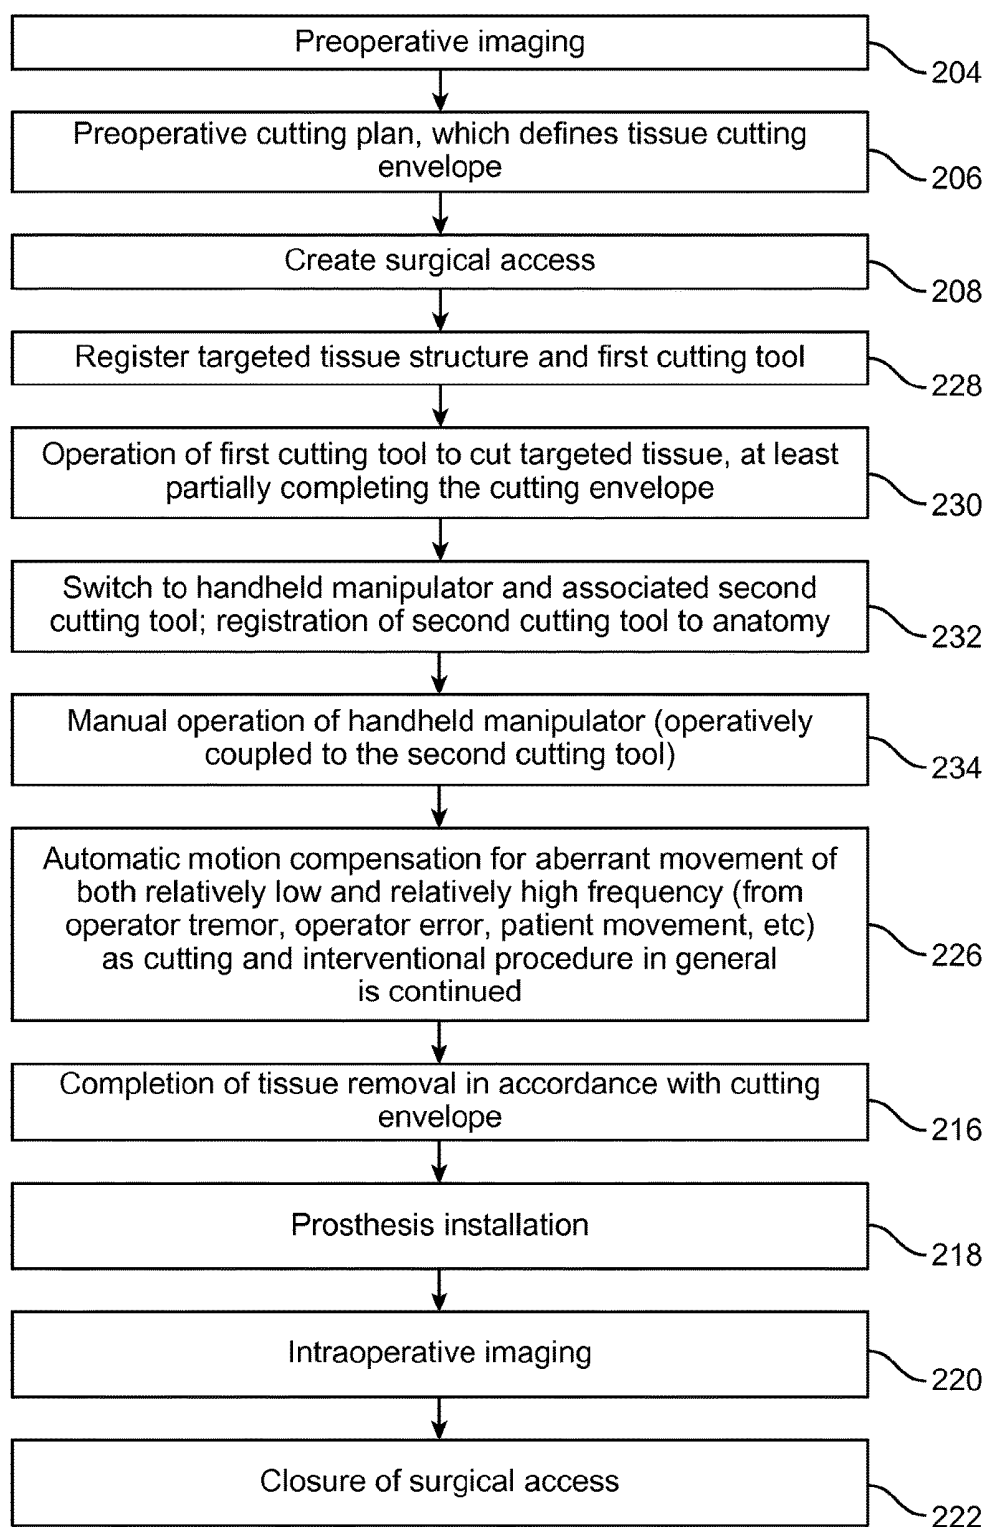 Preoperative imaging
204
Preoperative cutting plan, which defines tissue cutting
envelope
206
Create surgical access
208
Register targeted tissue structure and first cutting tool
228
Operation of first cutting tool to cut targeted tissue, at least
partially completing the cutting envelope
230
Switch to handheld manipulator and associated second
cutting tool; registration of second cutting tool to anatomy
232
Manual operation of handheld manipulator (operatively
coupled to the second cutting tool)
234
Automatic motion compensation for aberrant movement of
both relatively low and relatively high frequency (from
operator tremor, operator error, patient movement, etc)
as cutting and interventional procedure in general
is continued
226
Completion of tissue removal in accordance with cutting
envelope
216
Prosthesis installation
218
Intraoperative imaging
220
Closure of surgical access
222